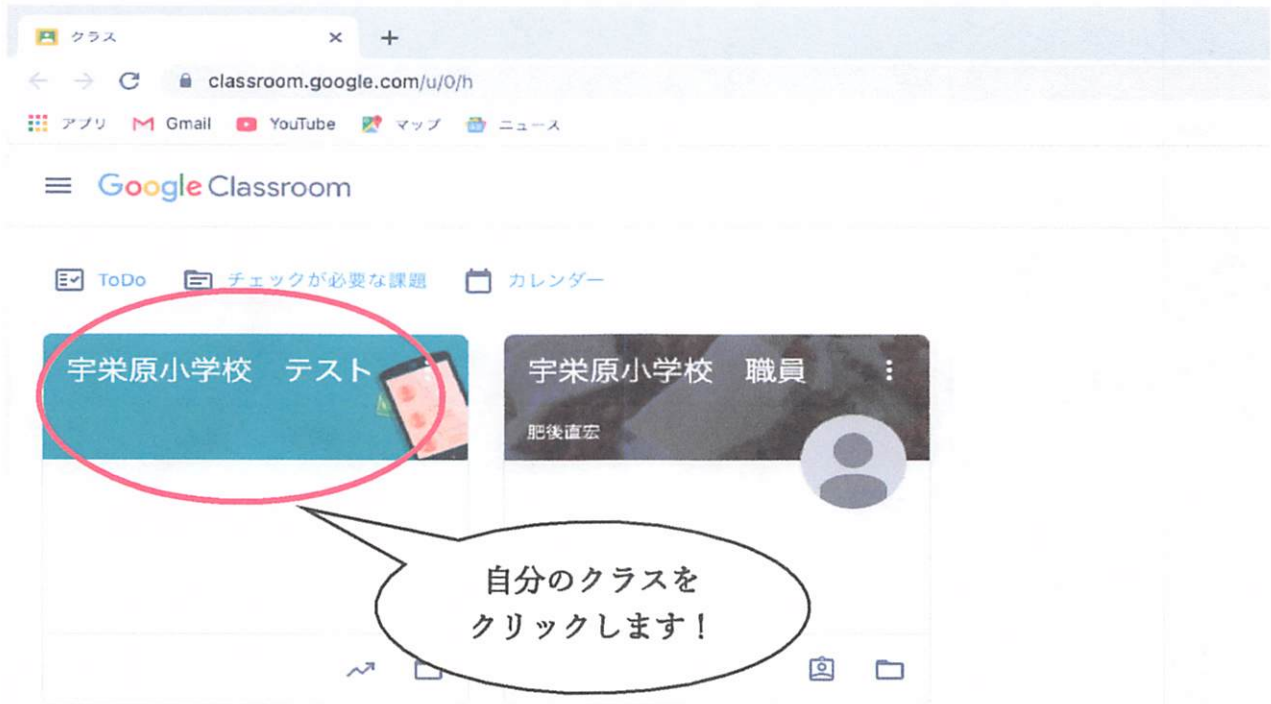 クラス
classroom.google.com/u/0/h
アプリ Gmail YouTube マップ ニュース
Google Classroom
ToDo チェックが必要な課題 カレンダー
宇栄原小学校 テスト
宇栄原小学校 職員
肥後直宏
自分のクラスを
クリックします！